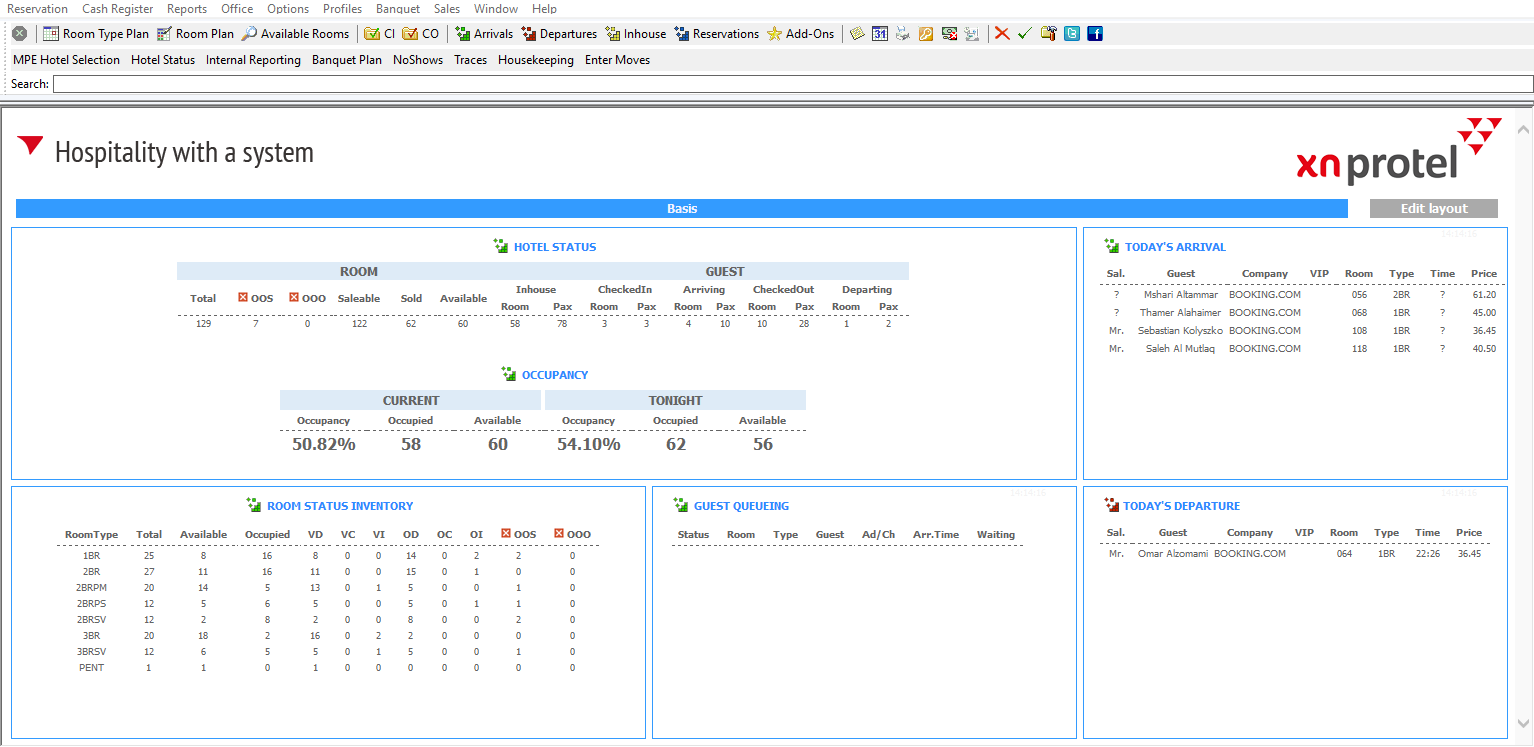 Reservation Cash Register Reports Office Options Profiles Banquet Sales Window Help
Room Type Plan Room Plan Available Rooms CI CO Arrivals Departures Inhouse Reservations Add-Ons 31
MPE Hotel Selection Hotel Status Internal Reporting Banquet Plan NoShows Traces Housekeeping Enter Moves
Search:
Hospitality with a system
xnprotel
Basis
Edit layout
HOTEL STATUS
ROOM GUEST
Total OOS OOO Saleable Sold Available Inhouse CheckedIn Arriving CheckedOut Departing
Room Pax Room Pax Room Pax Room Pax Room Pax
129 7 0 122 62 60 58 78 3 3 4 10 10 28 1 2
OCCUPANCY
CURRENT TONIGHT
Occupancy Occupied Available Occupancy Occupied Available
50.82% 58 60 54.10% 62 56
14:14:16
TODAY'S ARRIVAL
Sal. Guest Company VIP Room Type Time Price
? Mshari Altammar BOOKING.COM 056 2BR ? 61.20
? Thamer Alahaimer BOOKING.COM 068 1BR ? 45.00
Mr. Sebastian Kolyszko BOOKING.COM 108 1BR ? 36.45
Mr. Saleh Al Mutlaq BOOKING.COM 118 1BR ? 40.50
ROOM STATUS INVENTORY
RoomType Total Available Occupied VD VC VI OD OC OI OOS OOO
1BR 25 8 16 8 0 0 14 0 2 2 0
2BR 27 11 16 11 0 0 15 0 1 0 0
2BRPM 20 14 5 13 0 1 5 0 0 1 0
2BRPS 12 5 6 5 0 0 5 0 1 1 0
2BRSV 12 2 8 2 0 0 8 0 0 2 0
3BR 20 18 2 16 0 2 2 0 0 0 0
3BRSV 12 6 5 5 0 1 5 0 0 1 0
PENT 1 1 0 1 0 0 0 0 0 0 0
14:14:16
GUEST QUEUEING
Status Room Type Guest Ad/Ch Arr.Time Waiting
14:14:16
TODAY'S DEPARTURE
Sal. Guest Company VIP Room Type Time Price
Mr. Omar Alzomami BOOKING.COM 064 1BR 22:26 36.45